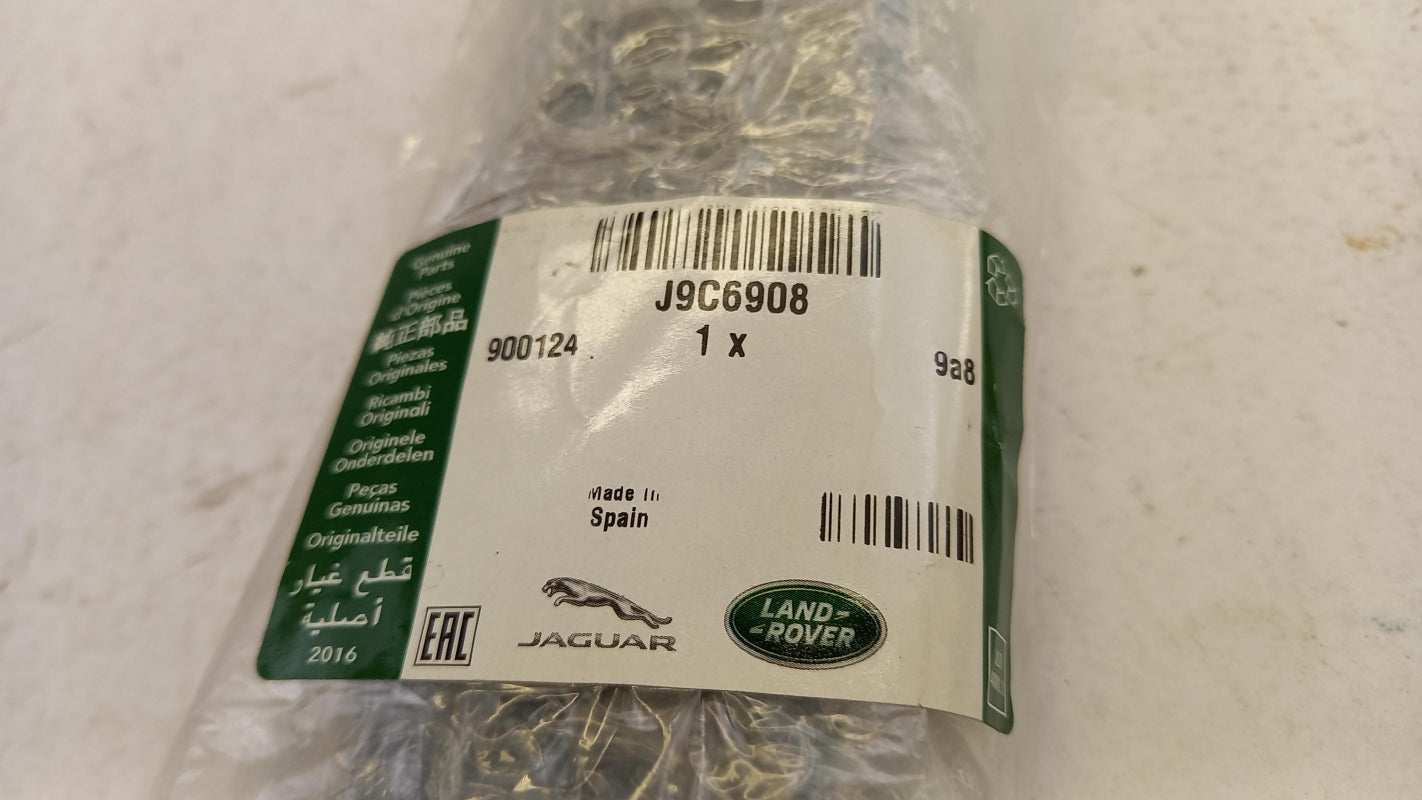 Genuine
Parts
Pièces
d'Origine
純正部品
Piezas
Originales
Ricambi
Originali
Originele
Onderdelen
Peças
Genuinas
Originalteile
قطع غيار
أصلية
2016
J9C6908
900124
1 x
9a8
Made In
Spain
EAC
JAGUAR
LAND-
-ROVER